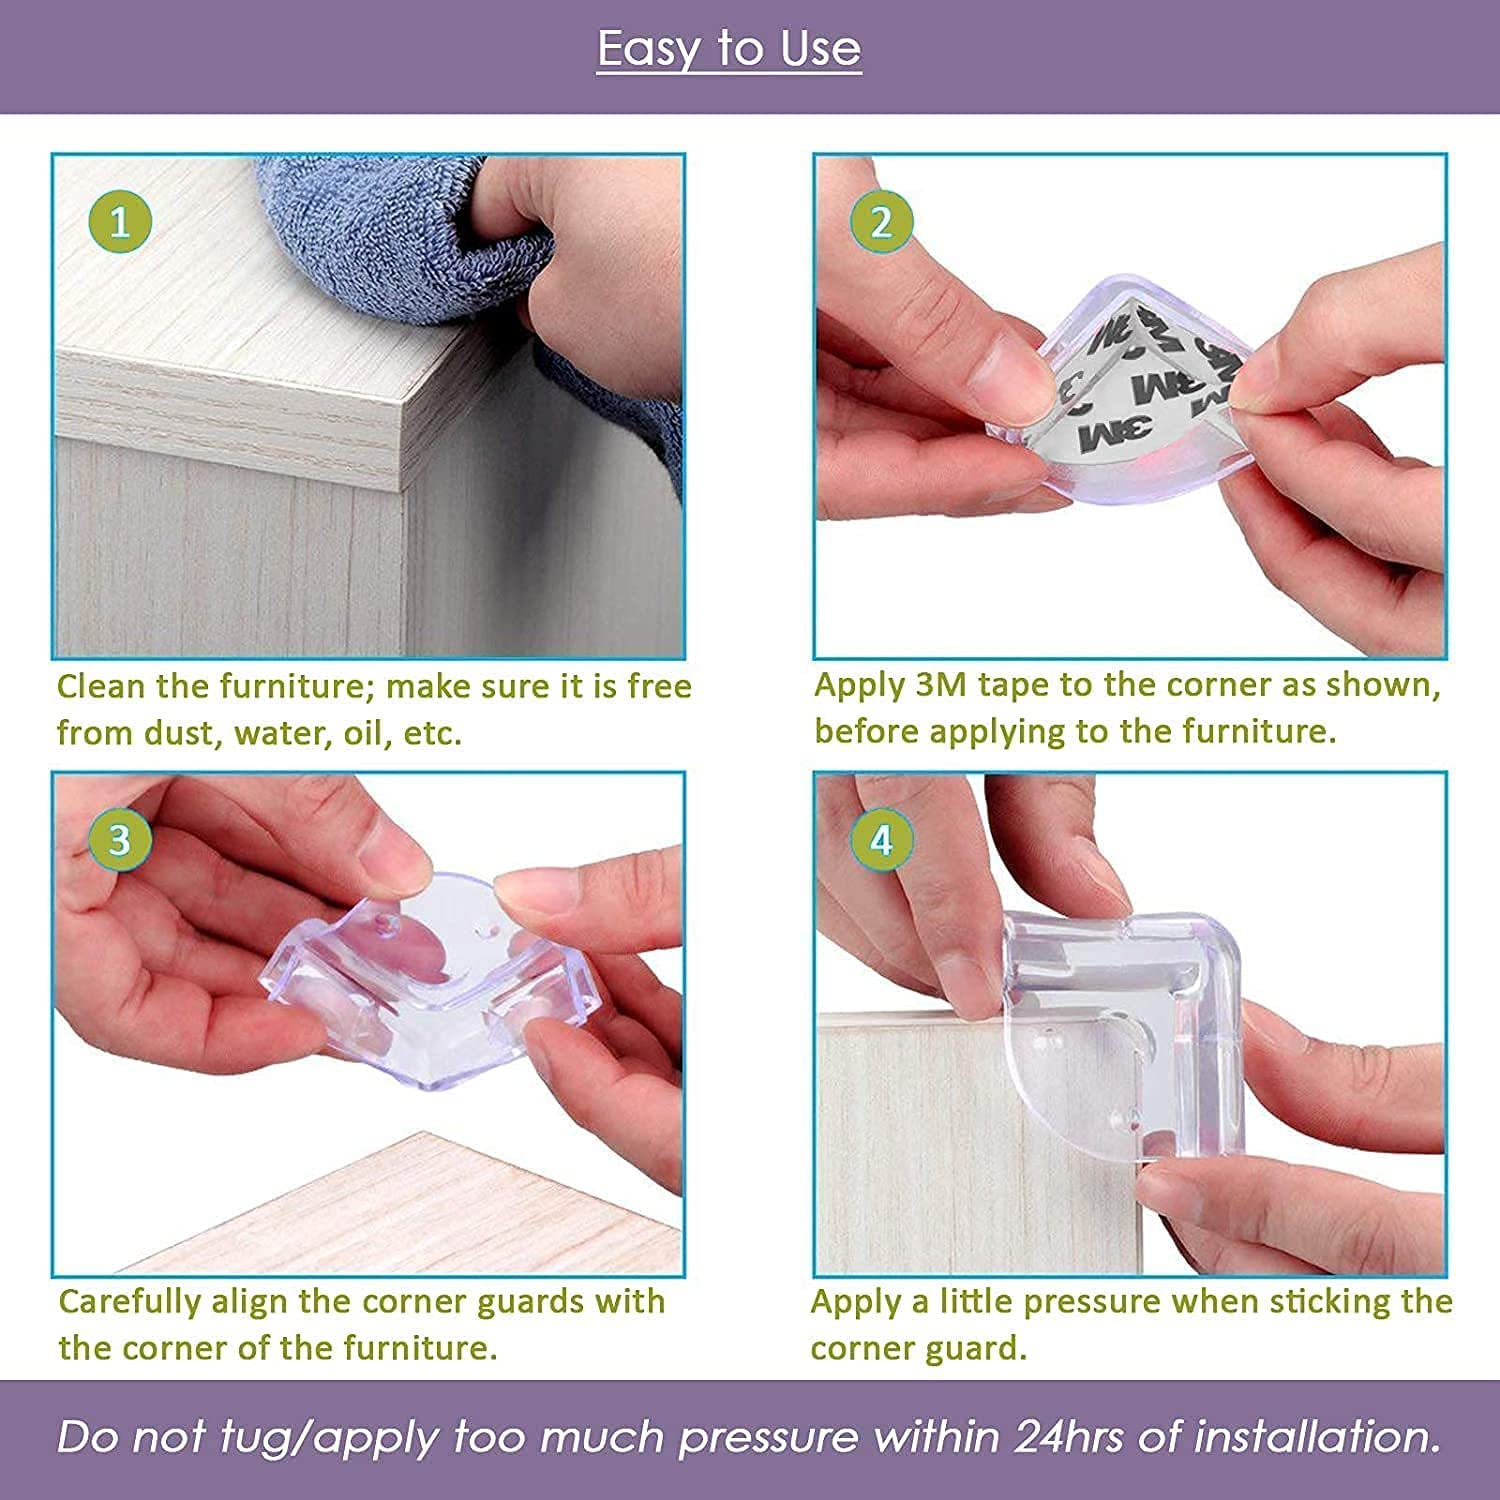 Easy to Use
1
2
3M
3M
3M
Clean the furniture; make sure it is free
from dust, water, oil, etc.
Apply 3M tape to the corner as shown,
before applying to the furniture.
3
4
Carefully align the corner guards with
the corner of the furniture.
Apply a little pressure when sticking the
corner guard.
Do not tug/apply too much pressure within 24hrs of installation.